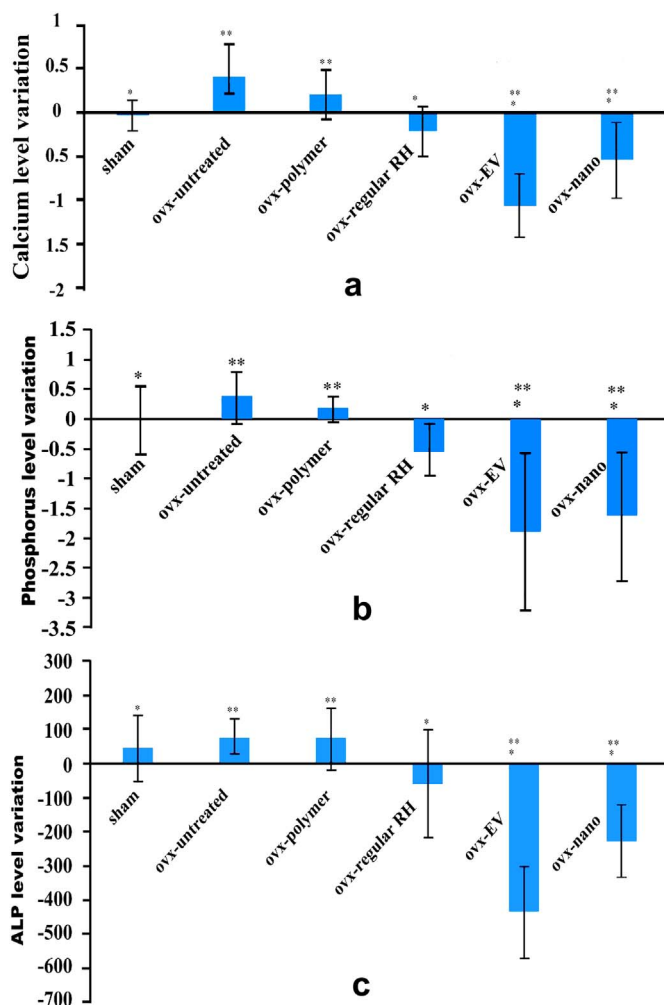 1
**
0.5
**
*
*
**
*
**
*
0
sham
ovx-untreated
ovx-polymer
ovx-regular RH
ovx-EV
ovx-nano
0.5
-1
1.5
-2
Calcium level variation
a
1.5
1
**
**
**
*
**
*
*
*
0.5
0
-0.5
-1
-1.5
-2
-2.5
-3
-3.5
sham
ovx-untreated
ovx-polymer
ovx-regular RH
ovx-EV
ovx-nano
Phosphorus level variation
b
300
200
100
0
-100
-200
-300
-400
-500
-600
-700
*
**
**
*
**
*
**
*
sham
ovx-untreated
ovx-polymer
ovx-regular RH
ovx-EV
ovx-nano
ALP level variation
c